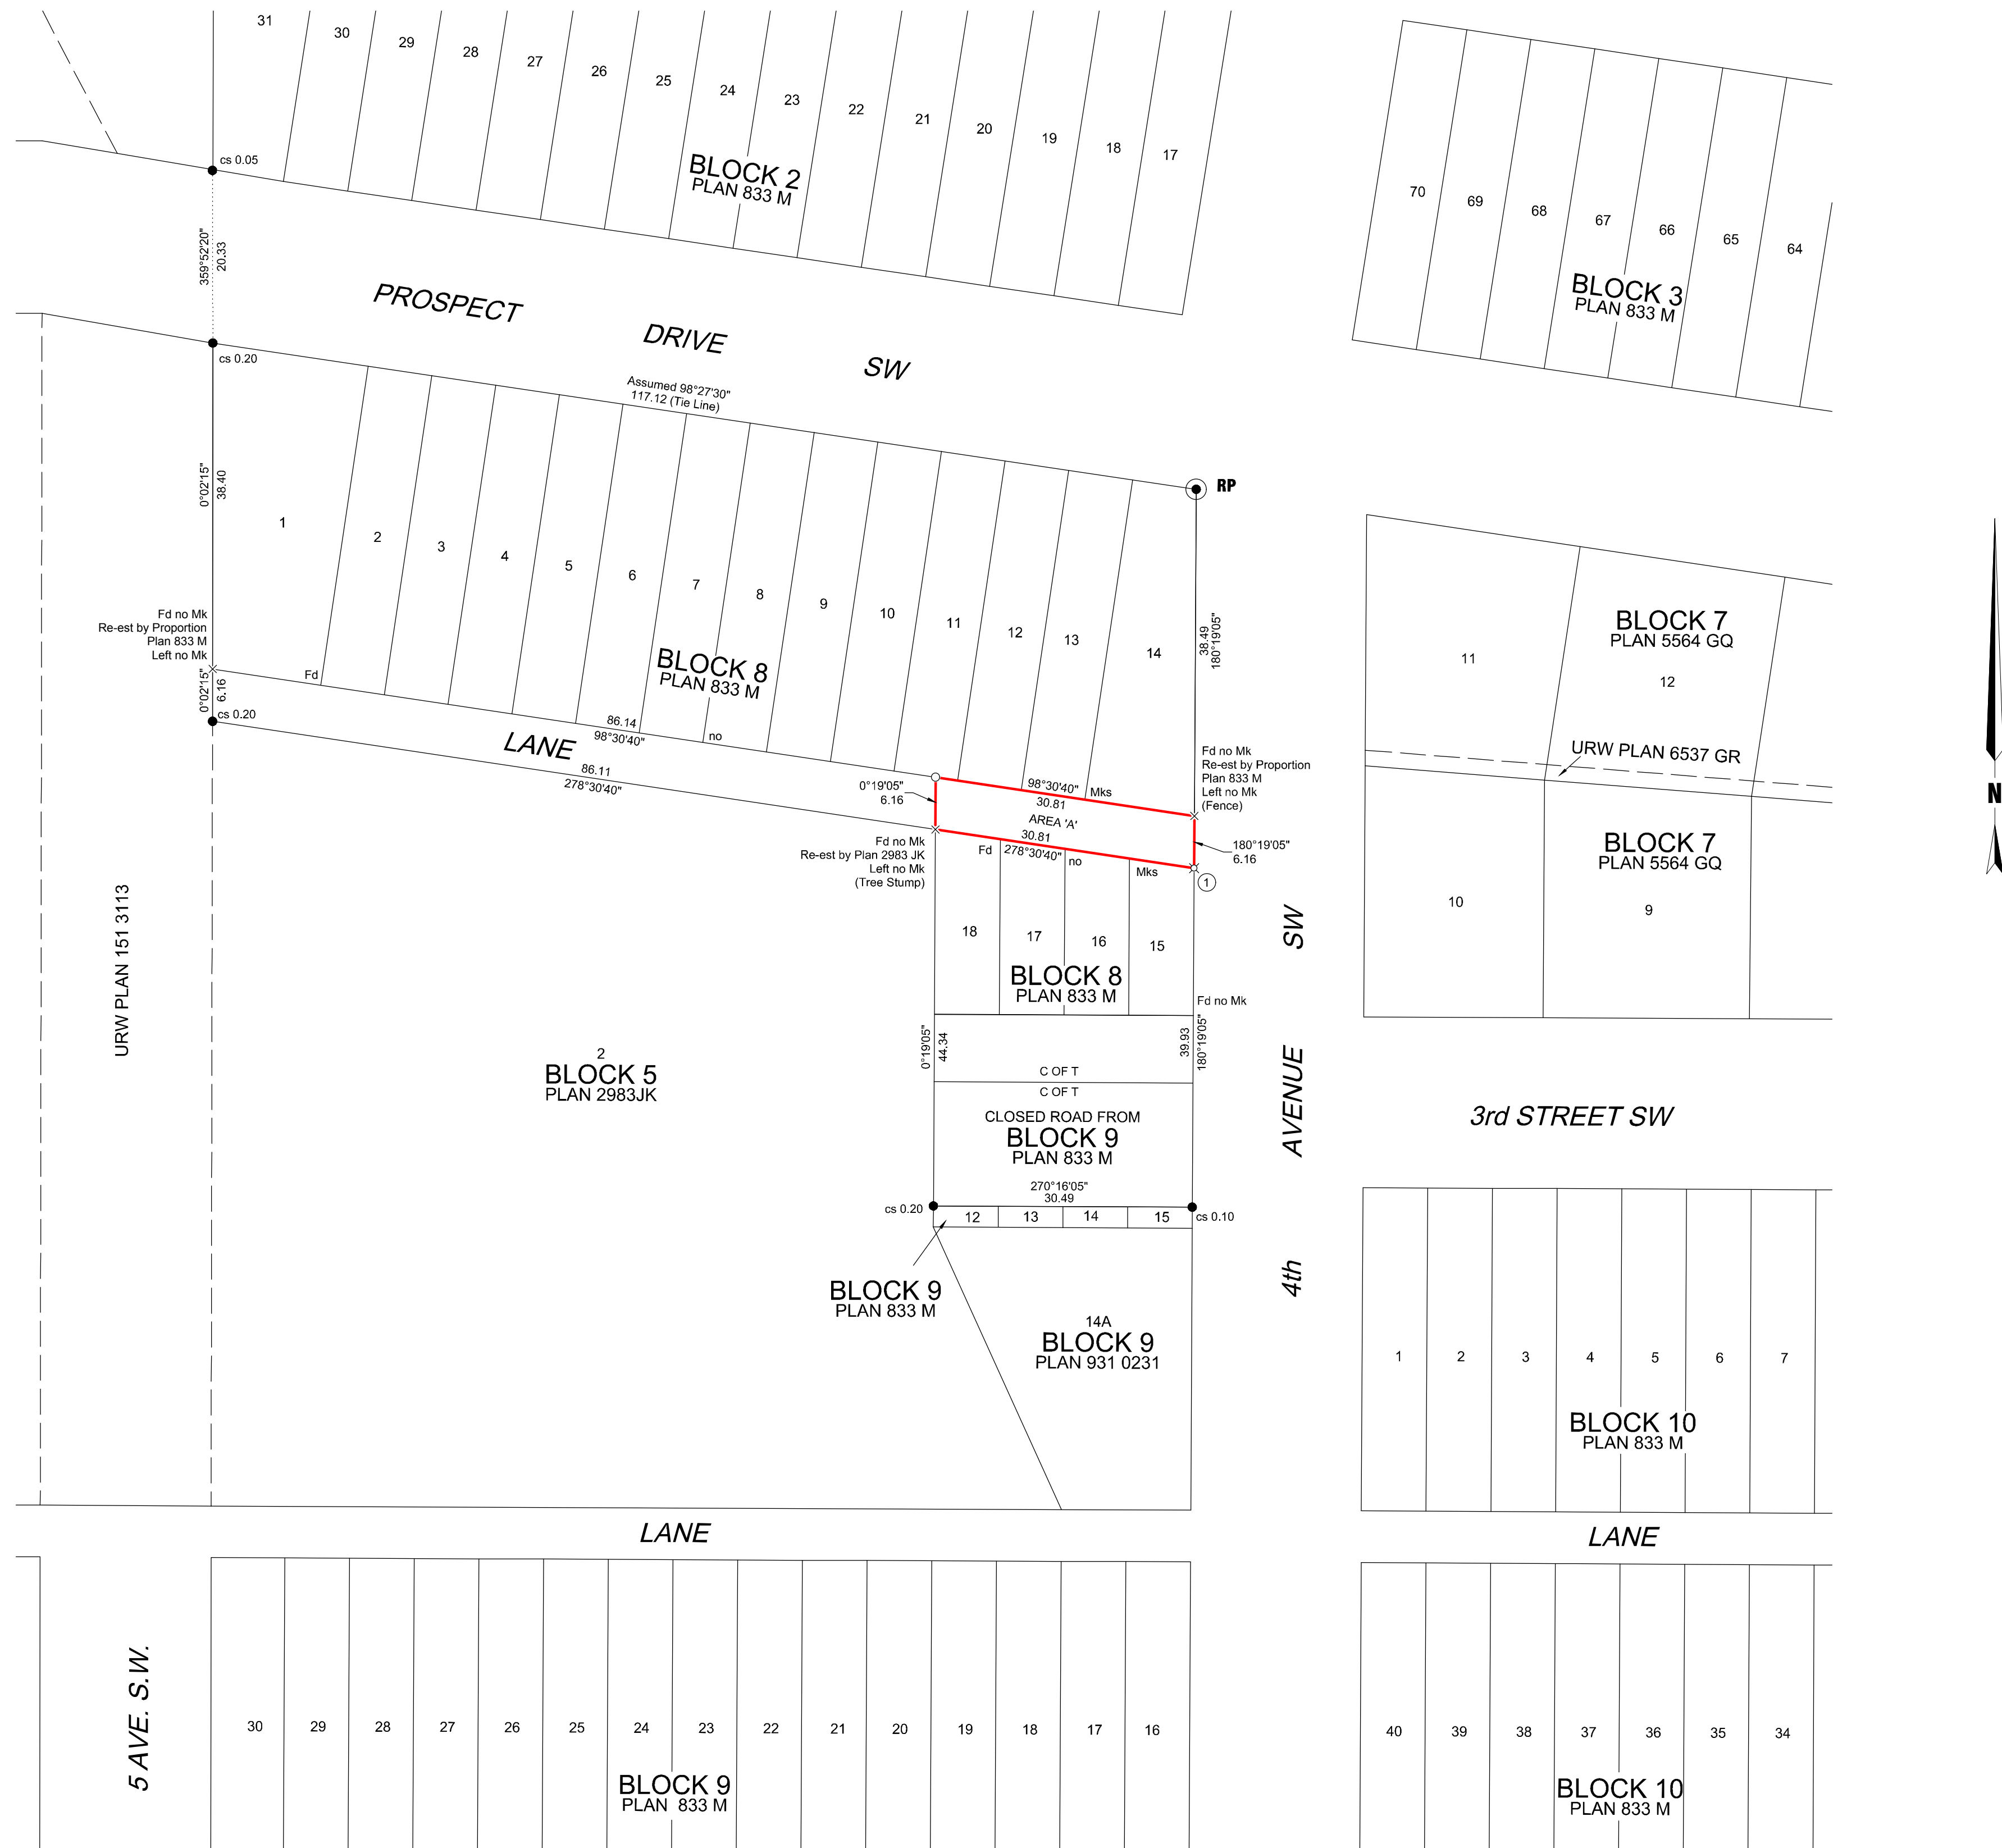 31
30
29
28
27
26
25
24
23
22
21
20
19
18
17
BLOCK 2
PLAN 833 M
70
69
68
67
66
65
64
BLOCK 3
PLAN 833 M
cs 0.05
359°52'20"
20.33
PROSPECT DRIVE SW
cs 0.20
Assumed 98°27'30"
117.12 (Tie Line)
RP
0°02'15"
38.40
1
2
3
4
5
6
7
8
9
10
11
12
13
14
BLOCK 8
PLAN 833 M
38.49
180°19'05"
Fd no Mk
Re-est by Proportion
Plan 833 M
Left no Mk
Fd
no
Mks
0°02'15"
6.16
cs 0.20
86.14
98°30'40"
LANE
86.11
278°30'40"
0°19'05"
6.16
98°30'40"
30.81
AREA 'A'
30.81
278°30'40"
Fd no Mk
Re-est by Proportion
Plan 833 M
Left no Mk
(Fence)
180°19'05"
6.16
1
Fd no Mk
Re-est by Plan 2983 JK
Left no Mk
(Tree Stump)
Fd
no
Mks
18
17
16
15
BLOCK 8
PLAN 833 M
Fd no Mk
11
BLOCK 7
PLAN 5564 GQ
12
URW PLAN 6537 GR
BLOCK 7
PLAN 5564 GQ
10
9
N
URW PLAN 151 3113
2
BLOCK 5
PLAN 2983JK
0°19'05"
44.34
39.93
180°19'05"
C OF T
C OF T
CLOSED ROAD FROM
BLOCK 9
PLAN 833 M
270°16'05"
30.49
cs 0.20
cs 0.10
12
13
14
15
BLOCK 9
PLAN 833 M
14A
BLOCK 9
PLAN 931 0231
4th AVENUE SW
3rd STREET SW
1
2
3
4
5
6
7
BLOCK 10
PLAN 833 M
LANE
LANE
5 AVE. S.W.
30
29
28
27
26
25
24
23
22
21
20
19
18
17
16
BLOCK 9
PLAN 833 M
40
39
38
37
36
35
34
BLOCK 10
PLAN 833 M